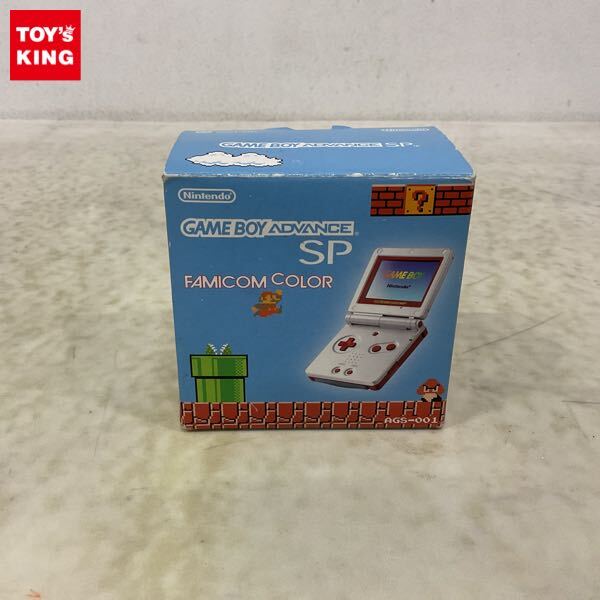 TOY'S
KING
Nintendo
GAME BOY ADVANCE SP
Nintendo
GAME BOY ADVANCE
SP
FAMICOM COLOR
GAME BOY
Nintendo
?
AGS-001